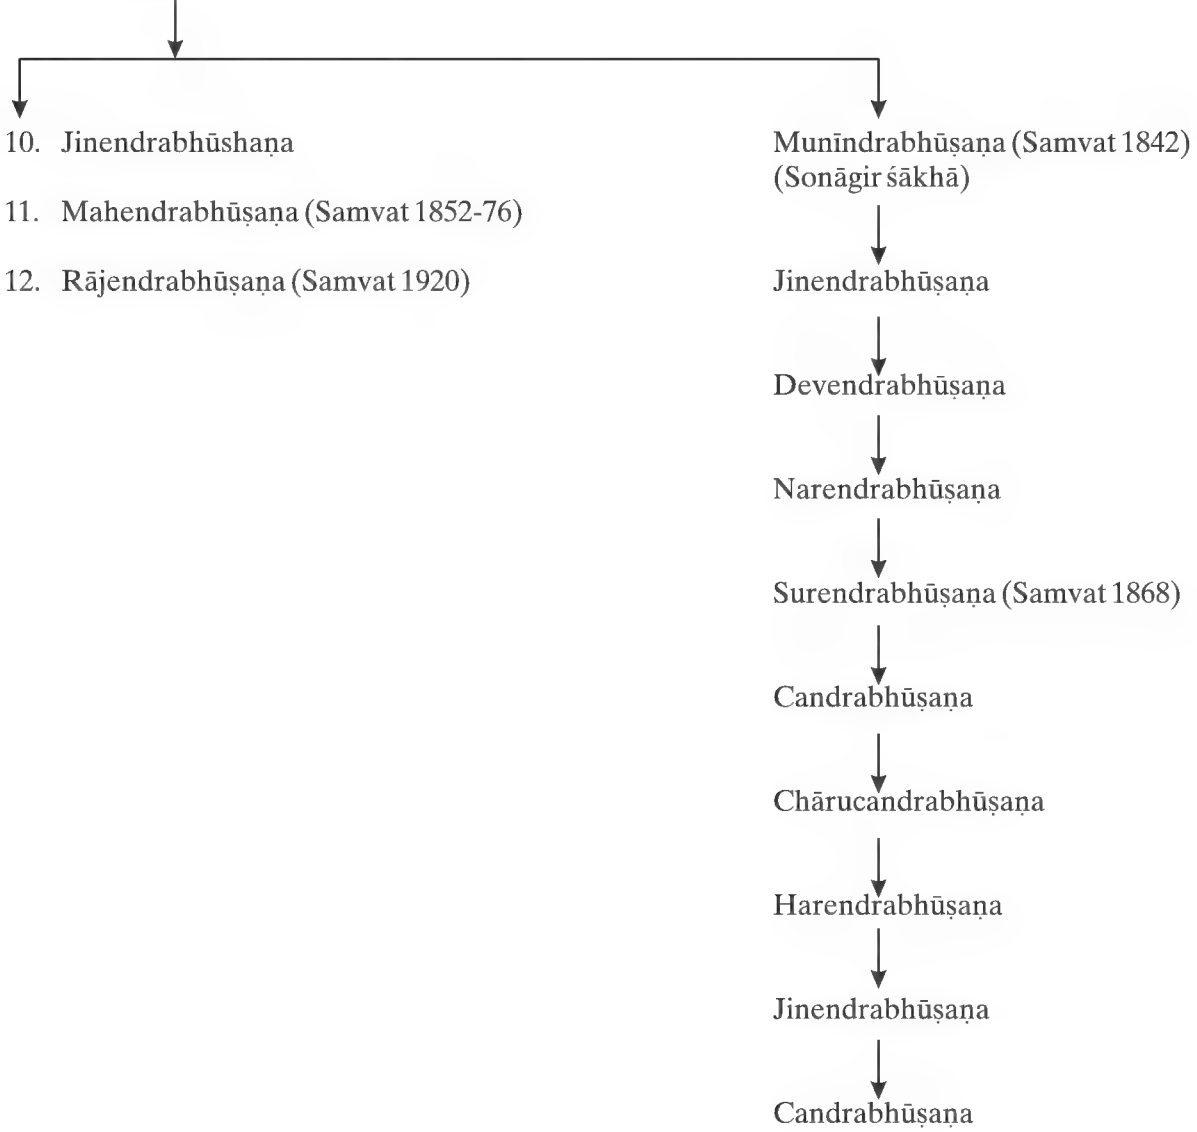 10. Jinendrabhūshaṇa
11. Mahendrabhūṣaṇa (Samvat 1852-76)
12. Rājendrabhūṣaṇa (Samvat 1920)
Munīndrabhūṣaṇa (Samvat 1842)
(Sonāgir śākhā)
Jinendrabhūṣaṇa
Devendrabhūṣaṇa
Narendrabhūṣaṇa
Surendrabhūṣaṇa (Samvat 1868)
Candrabhūṣaṇa
Chārucandrabhūṣaṇa
Harendrabhūṣaṇa
Jinendrabhūṣaṇa
Candrabhūṣaṇa